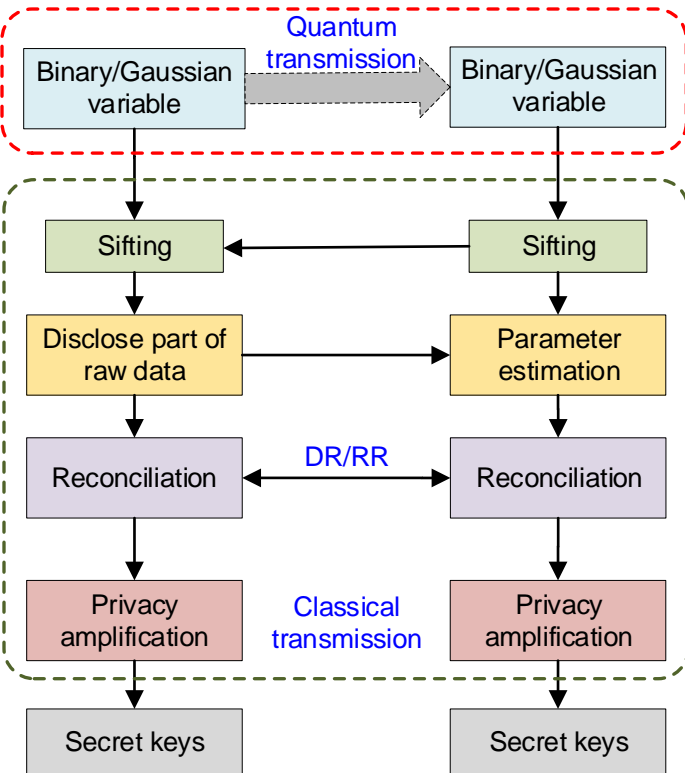 Quantum
transmission
Binary/Gaussian
variable
Binary/Gaussian
variable
Sifting
Sifting
Disclose part of
raw data
Parameter
estimation
Reconciliation
DR/RR
Reconciliation
Privacy
amplification
Classical
transmission
Privacy
amplification
Secret keys
Secret keys